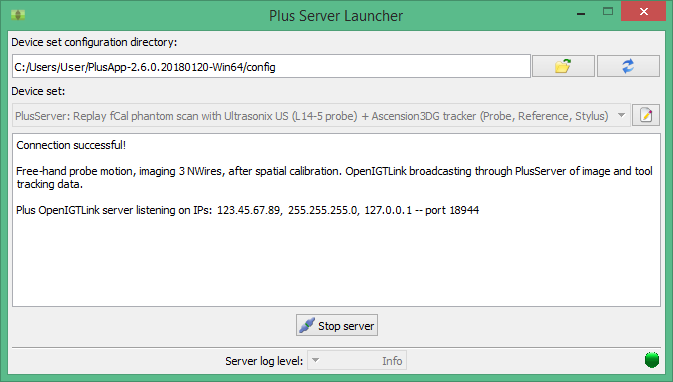 Plus Server Launcher
Device set configuration directory:
C:/Users/User/PlusApp-2.6.0.20180120-Win64/config
Device set:
PlusServer: Replay fCal phantom scan with Ultrasonix US (L14-5 probe) + Ascension3DG tracker (Probe, Reference, Stylus)
Connection successful!
Free-hand probe motion, imaging 3 NWires, after spatial calibration. OpenIGTLink broadcasting through PlusServer of image and tool
tracking data.
Plus OpenIGTLink server listening on IPs: 123.45.67.89, 255.255.255.0, 127.0.0.1 -- port 18944
Stop server
Server log level: Info